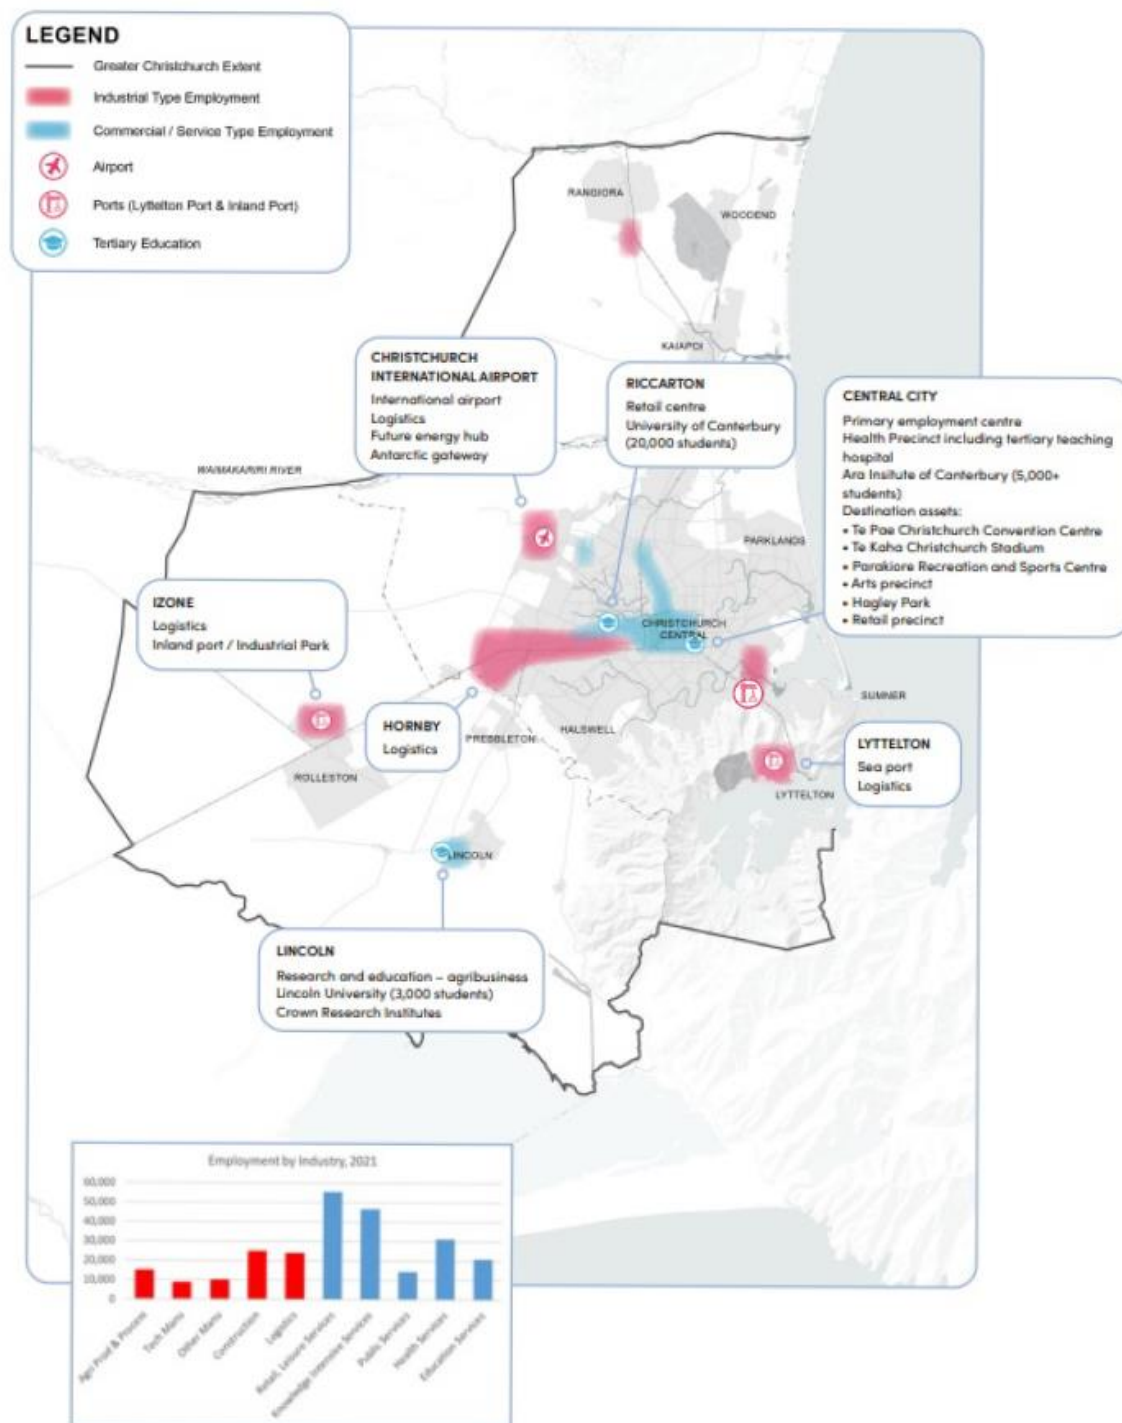 LEGEND
Greater Christchurch Extent
Industrial Type Employment
Commercial / Service Type Employment
Airport
Ports (Lyttelton Port & Inland Port)
Tertiary Education
RANGIORA
WOODEND
KAIAPOI
CHRISTCHURCH
INTERNATIONAL AIRPORT
International airport
Logistics
Future energy hub
Antarctic gateway
RICCARTON
Retail centre
University of Canterbury
(20,000 students)
CENTRAL CITY
Primary employment centre
Health Precinct including tertiary teaching
hospital
Ara Insitute of Canterbury (5,000+
students)
Destination assets:
• Te Pae Christchurch Convention Centre
• Te Kaha Christchurch Stadium
• Parakiore Recreation and Sports Centre
• Arts precinct
• Hagley Park
• Retail precinct
WAIMAKARIRI RIVER
PARKLANDS
IZONE
Logistics
Inland port / Industrial Park
CHRISTCHURCH
CENTRAL
SUMNER
HORNBY
Logistics
PREBBLETON
HALSWELL
ROLLESTON
LYTTELTON
Sea port
Logistics
LYTTELTON
LINCOLN
LINCOLN
Research and education – agribusiness
Lincoln University (3,000 students)
Crown Research Institutes
Employment by Industry, 2021
60,000
50,000
40,000
30,000
20,000
10,000
0
Agri Prod & Process
Tech Manu
Other Manu
Construction
Logistics
Retail, Leisure Services
Knowledge Intensive Services
Public Services
Health Services
Education Services